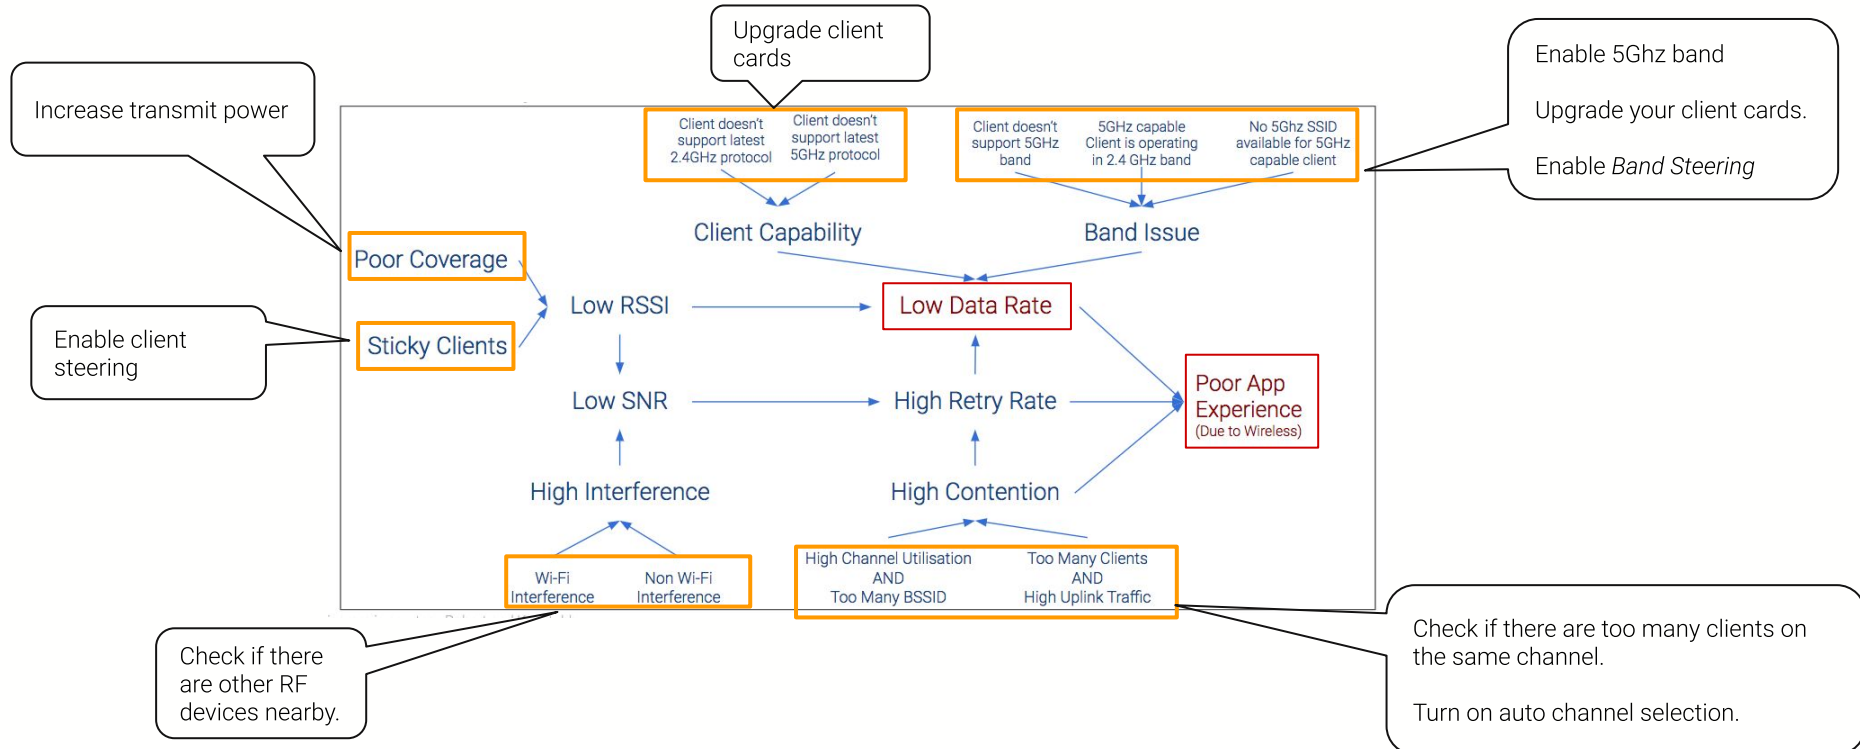 Upgrade client
cards
Enable 5Ghz band
Upgrade your client cards.
Enable Band Steering
Increase transmit power
Client doesn't
support latest
2.4GHz protocol
Client doesn't
support latest
5GHz protocol
Client doesn't
support 5GHz
band
5GHz capable
Client is operating
in 2.4 GHz band
No 5Ghz SSID
available for 5GHz
capable client
Client Capability
Band Issue
Poor Coverage
Low RSSI
Low Data Rate
Enable client
steering
Sticky Clients
Low SNR
High Retry Rate
Poor App
Experience
(Due to Wireless)
High Interference
High Contention
Wi-Fi
Interference
Non Wi-Fi
Interference
High Channel Utilisation
AND
Too Many BSSID
Too Many Clients
AND
High Uplink Traffic
Check if there
are other RF
devices nearby.
Check if there are too many clients on
the same channel.
Turn on auto channel selection.